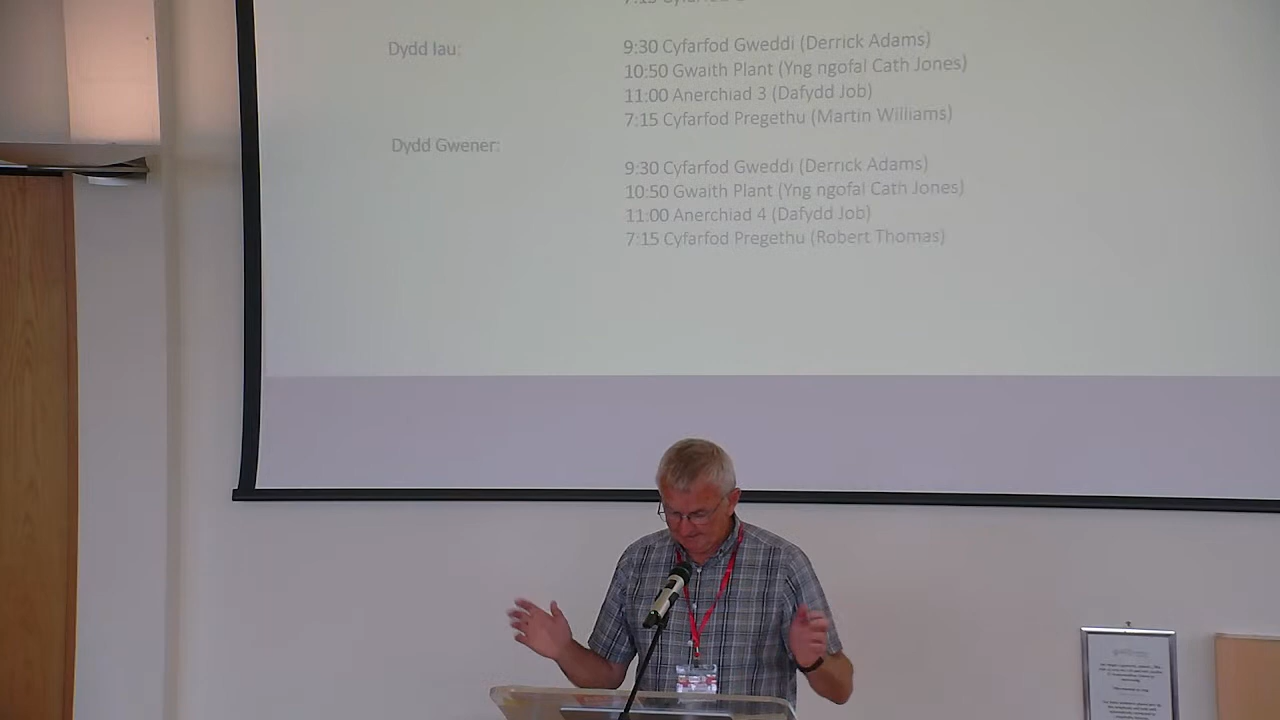 Dydd Iau:
9:30 Cyfarfod Gweddi (Derrick Adams)
10:50 Gwaith Plant (Yng ngofal Cath Jones)
11:00 Anerchiad 3 (Dafydd Job)
7:15 Cyfarfod Pregethu (Martin Williams)
Dydd Gwener:
9:30 Cyfarfod Gweddi (Derrick Adams)
10:50 Gwaith Plant (Yng ngofal Cath Jones)
11:00 Anerchiad 4 (Dafydd Job)
7:15 Cyfarfod Pregethu (Robert Thomas)